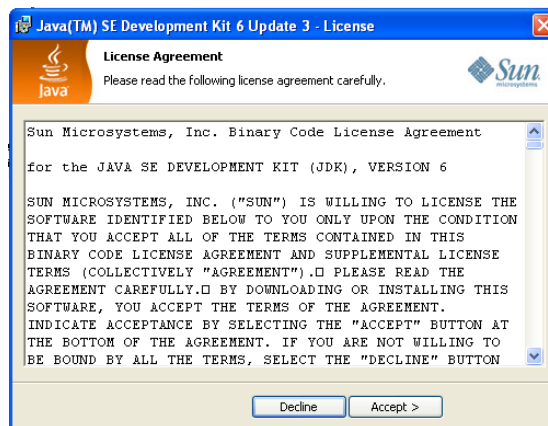 Java(TM) SE Development Kit 6 Update 3 - License
License Agreement
Please read the following license agreement carefully.
Java
Sun
microsystems
Sun Microsystems, Inc. Binary Code License Agreement
for the JAVA SE DEVELOPMENT KIT (JDK), VERSION 6
SUN MICROSYSTEMS, INC. ("SUN") IS WILLING TO LICENSE THE
SOFTWARE IDENTIFIED BELOW TO YOU ONLY UPON THE CONDITION
THAT YOU ACCEPT ALL OF THE TERMS CONTAINED IN THIS
BINARY CODE LICENSE AGREEMENT AND SUPPLEMENTAL LICENSE
TERMS (COLLECTIVELY "AGREEMENT").□ PLEASE READ THE
AGREEMENT CAREFULLY.□ BY DOWNLOADING OR INSTALLING THIS
SOFTWARE, YOU ACCEPT THE TERMS OF THE AGREEMENT.
INDICATE ACCEPTANCE BY SELECTING THE "ACCEPT" BUTTON AT
THE BOTTOM OF THE AGREEMENT. IF YOU ARE NOT WILLING TO
BE BOUND BY ALL THE TERMS, SELECT THE "DECLINE" BUTTON
Decline
Accept >